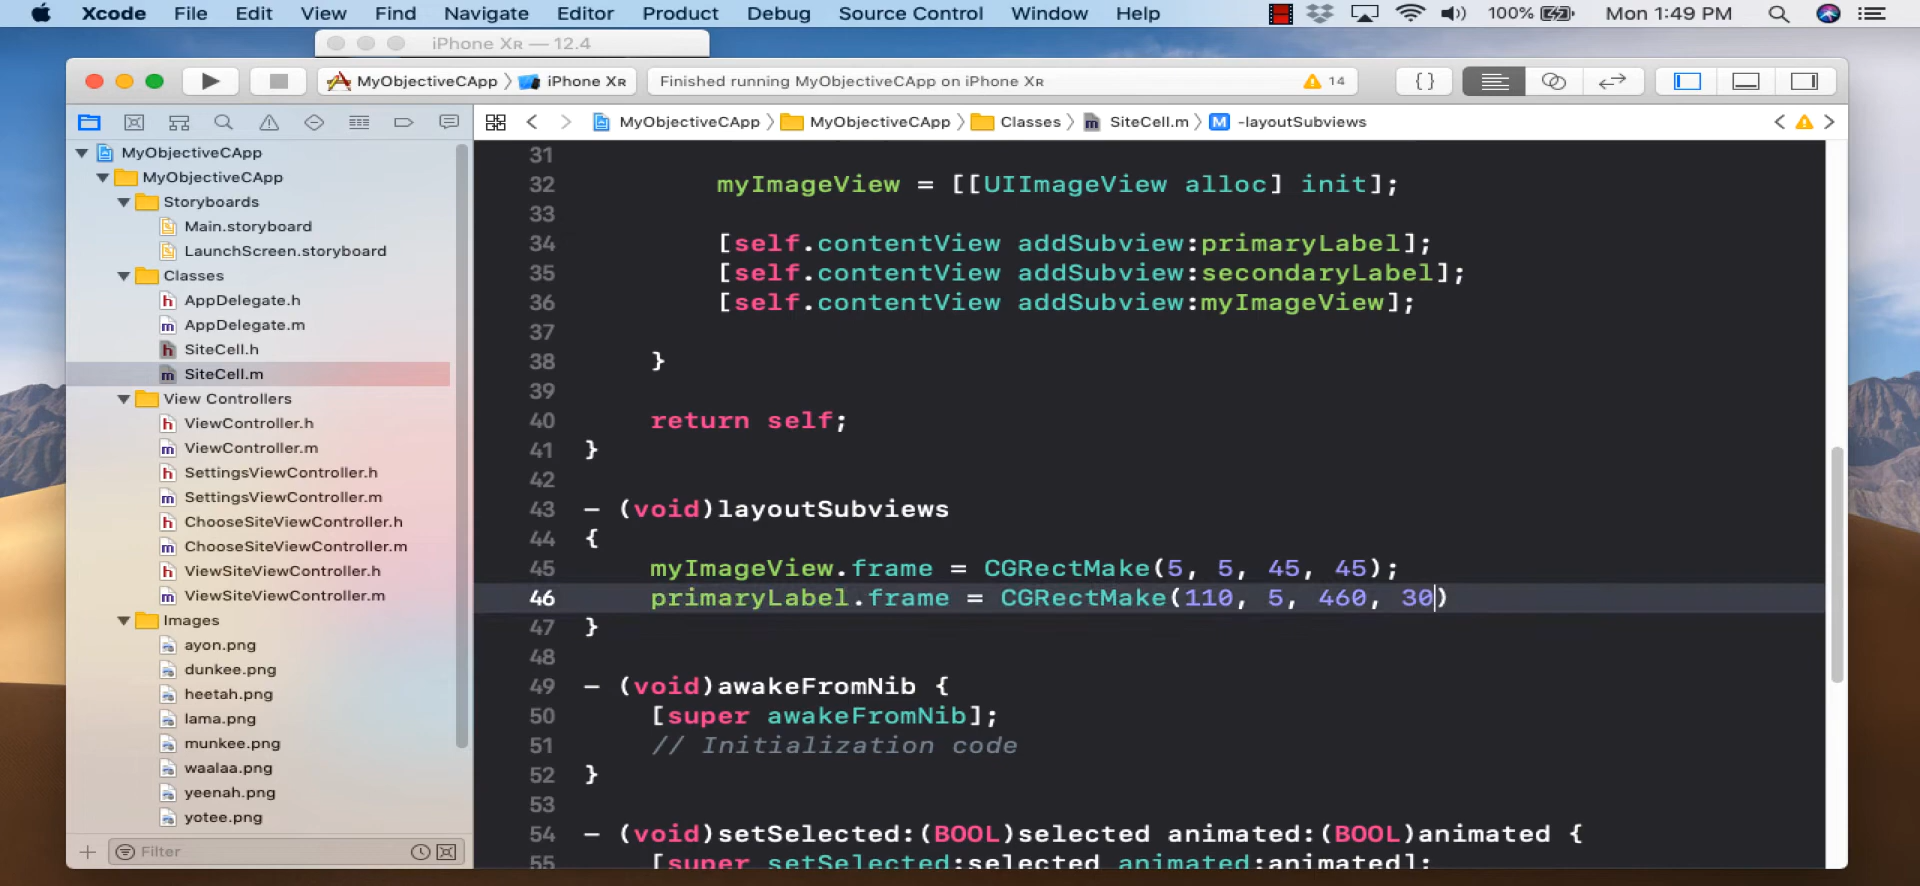 Xcode File Edit View Find Navigate Editor Product Debug Source Control Window Help 100% Mon 1:49 PM
iPhone XR — 12.4
MyObjectiveCApp iPhone XR Finished running MyObjectiveCApp on iPhone XR 14 { }
MyObjectiveCApp MyObjectiveCApp Classes SiteCell.m M -layoutSubviews
MyObjectiveCApp
MyObjectiveCApp
Storyboards
Main.storyboard
LaunchScreen.storyboard
Classes
h AppDelegate.h
m AppDelegate.m
h SiteCell.h
m SiteCell.m
View Controllers
h ViewController.h
m ViewController.m
h SettingsViewController.h
m SettingsViewController.m
h ChooseSiteViewController.h
m ChooseSiteViewController.m
h ViewSiteViewController.h
m ViewSiteViewController.m
Images
ayon.png
dunkee.png
heetah.png
lama.png
munkee.png
waalaa.png
yeenah.png
yotee.png
Filter
31
32 myImageView = [[UIImageView alloc] init];
33
34 [self.contentView addSubview:primaryLabel];
35 [self.contentView addSubview:secondaryLabel];
36 [self.contentView addSubview:myImageView];
37
38 }
39
40 return self;
41 }
42
43 - (void)layoutSubviews
44 {
45 myImageView.frame = CGRectMake(5, 5, 45, 45);
46 primaryLabel.frame = CGRectMake(110, 5, 460, 30)
47 }
48
49 - (void)awakeFromNib {
50 [super awakeFromNib];
51 // Initialization code
52 }
53
54 - (void)setSelected:(BOOL)selected animated:(BOOL)animated {
55 [super setSelected:selected animated:animated];